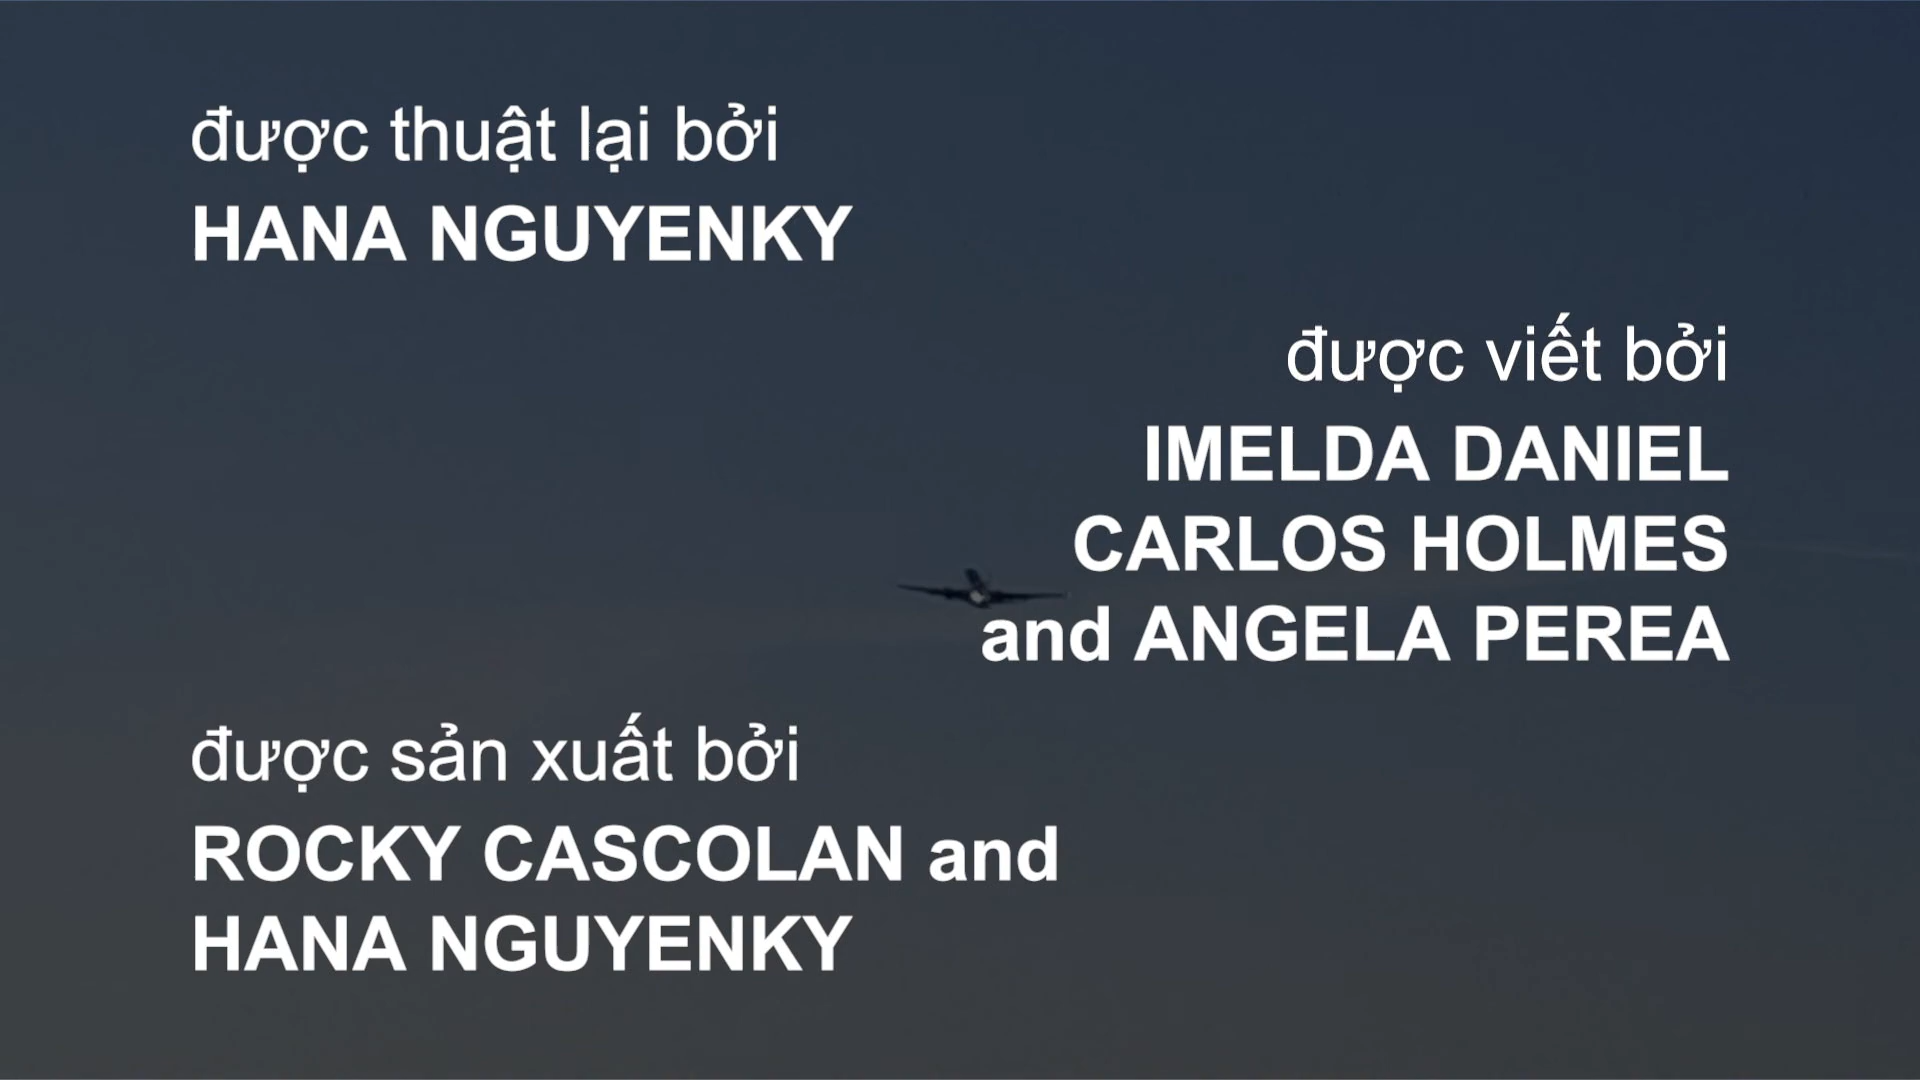 được thuật lại bởi
HANA NGUYENKY
được viết bởi
IMELDA DANIEL
CARLOS HOLMES
and ANGELA PEREA
được sản xuất bởi
ROCKY CASCOLAN and
HANA NGUYENKY